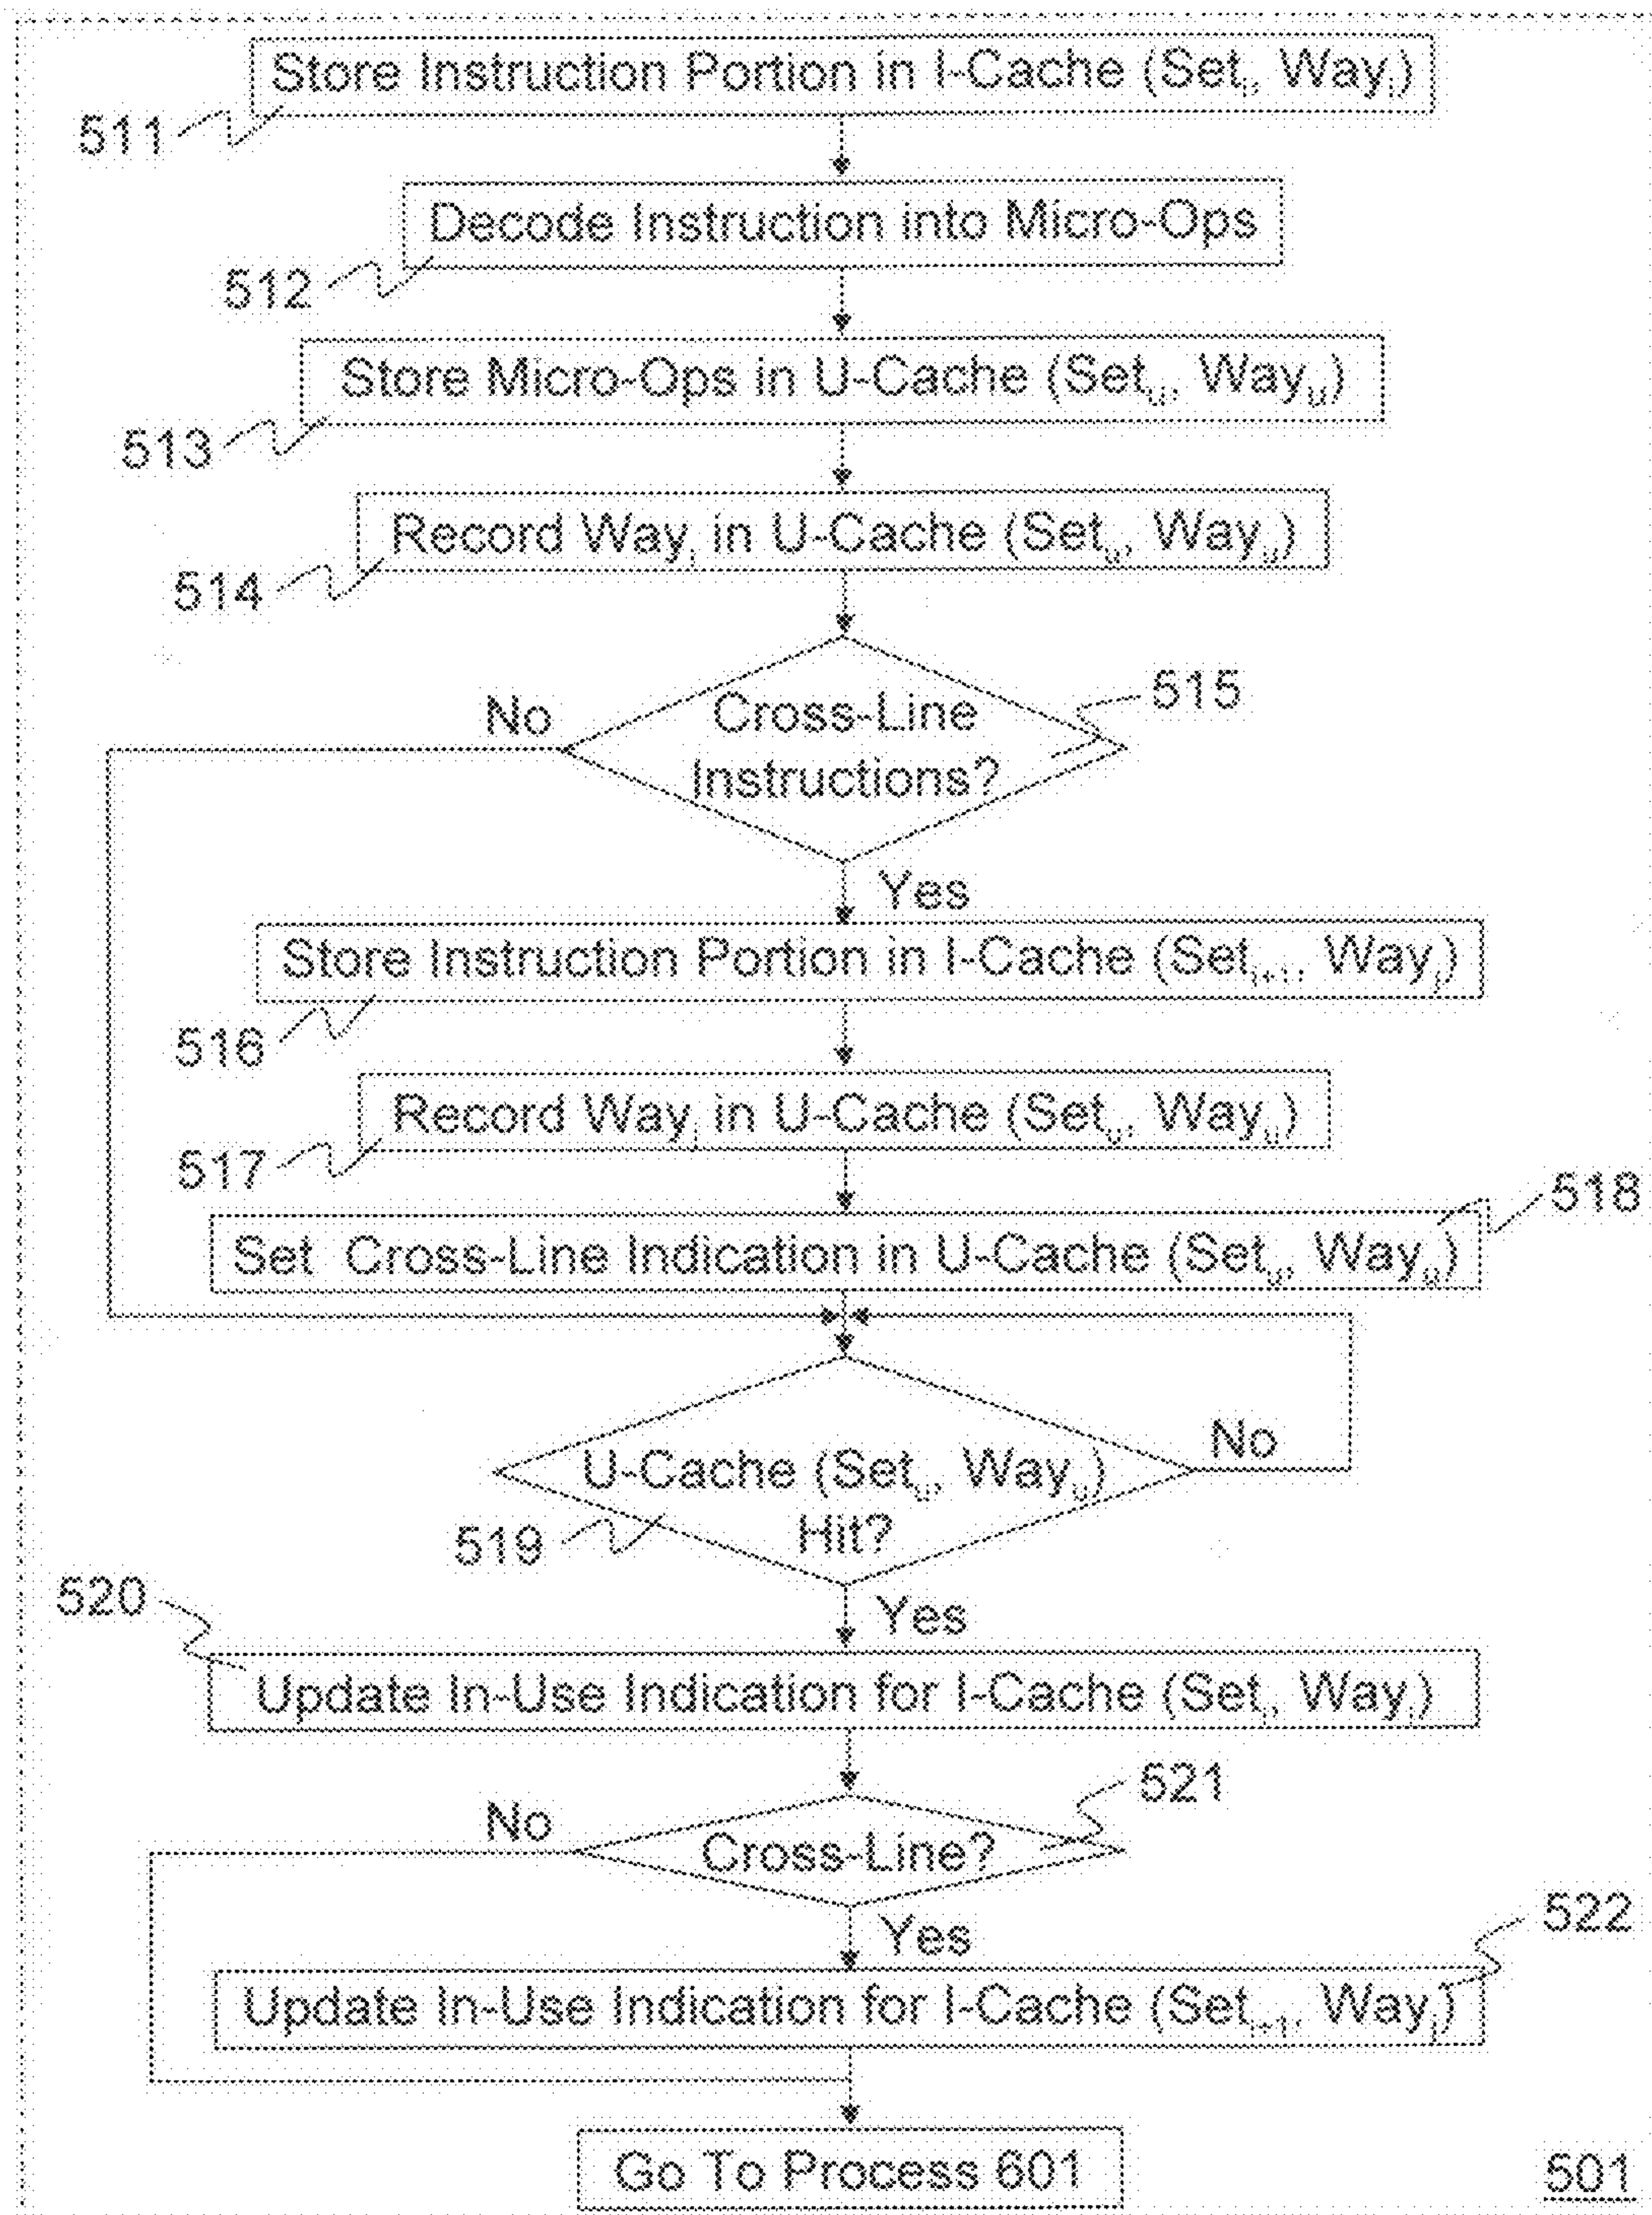 Store Instruction Portion in I-Cache (Setᵢ, Wayᵢ)
511
Decode Instruction into Micro-Ops
512
Store Micro-Ops in U-Cache (Setᵤ, Wayᵤ)
513
Record Wayᵢ in U-Cache (Setᵤ, Wayᵤ)
514
Cross-Line
Instructions?
515
No
Yes
Store Instruction Portion in I-Cache (Setᵢ₊₁, Wayⱼ)
516
Record Wayⱼ in U-Cache (Setᵤ, Wayᵤ)
517
518
Set Cross-Line Indication in U-Cache (Setᵤ, Wayᵤ)
U-Cache (Setᵤ, Wayᵤ)
Hit?
No
519
Yes
520
Update In-Use Indication for I-Cache (Setᵢ, Wayᵢ)
521
No
Cross-Line?
Yes
522
Update In-Use Indication for I-Cache (Setᵢ₊₁, Wayⱼ)
Go To Process 601
501